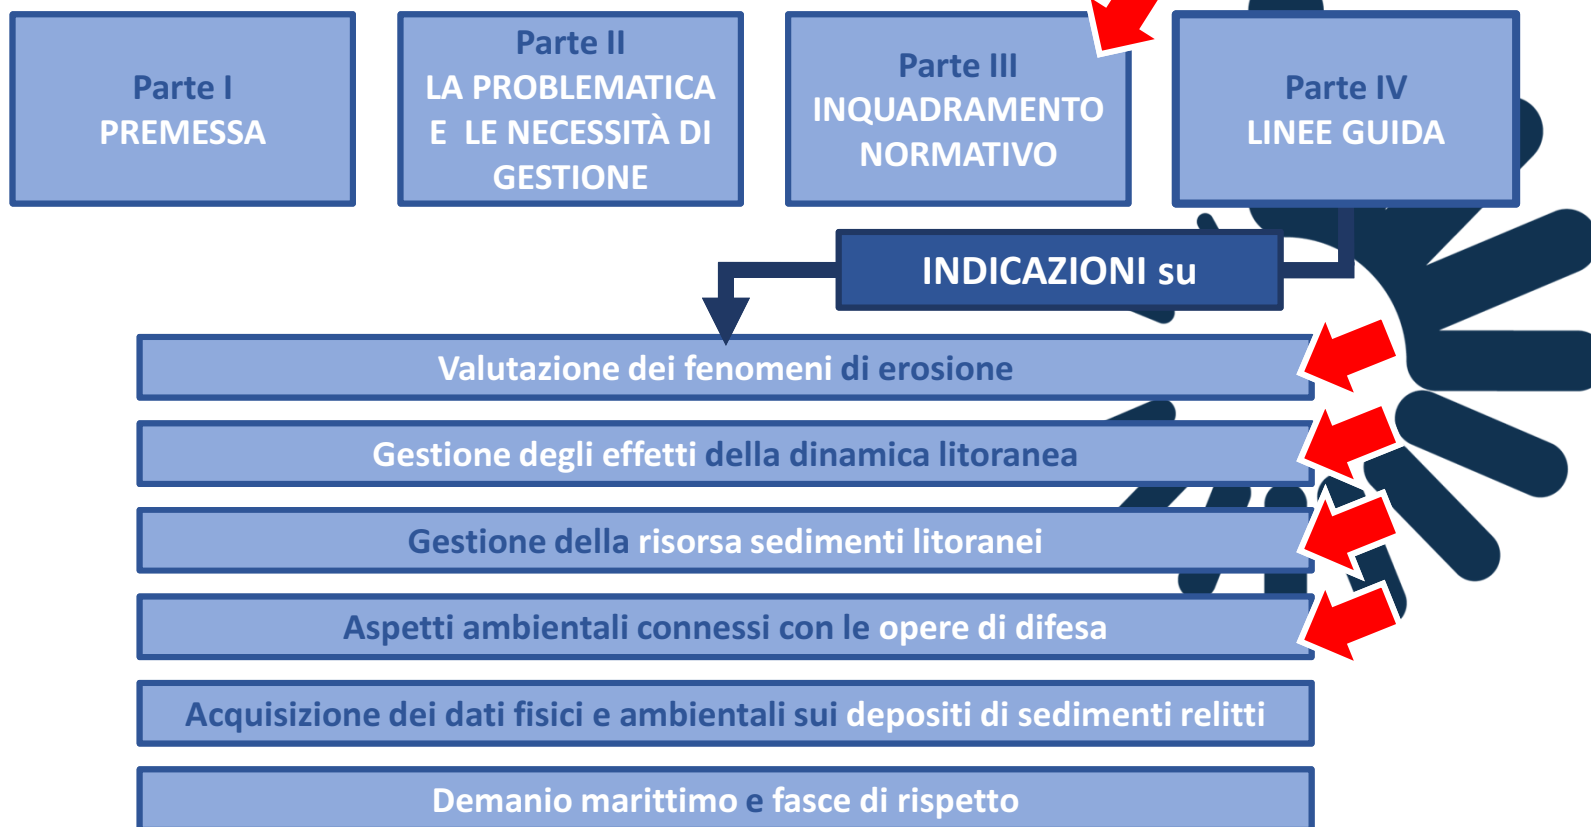 Parte I
PREMESSA
Parte II
LA PROBLEMATICA
E LE NECESSITÀ DI
GESTIONE
Parte III
INQUADRAMENTO
NORMATIVO
Parte IV
LINEE GUIDA
INDICAZIONI su
Valutazione dei fenomeni di erosione
Gestione degli effetti della dinamica litoranea
Gestione della risorsa sedimenti litoranei
Aspetti ambientali connessi con le opere di difesa
Acquisizione dei dati fisici e ambientali sui depositi di sedimenti relitti
Demanio marittimo e fasce di rispetto